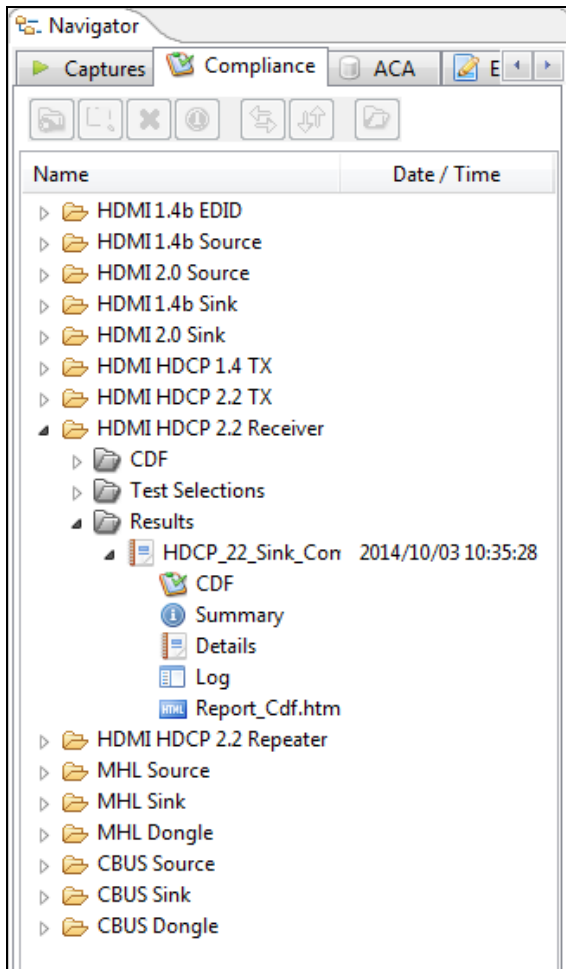 Navigator
Captures Compliance ACA E
Name Date / Time
HDMI 1.4b EDID
HDMI 1.4b Source
HDMI 2.0 Source
HDMI 1.4b Sink
HDMI 2.0 Sink
HDMI HDCP 1.4 TX
HDMI HDCP 2.2 TX
HDMI HDCP 2.2 Receiver
CDF
Test Selections
Results
HDCP_22_Sink_Com 2014/10/03 10:35:28
CDF
Summary
Details
Log
HTML Report_Cdf.htm
HDMI HDCP 2.2 Repeater
MHL Source
MHL Sink
MHL Dongle
CBUS Source
CBUS Sink
CBUS Dongle